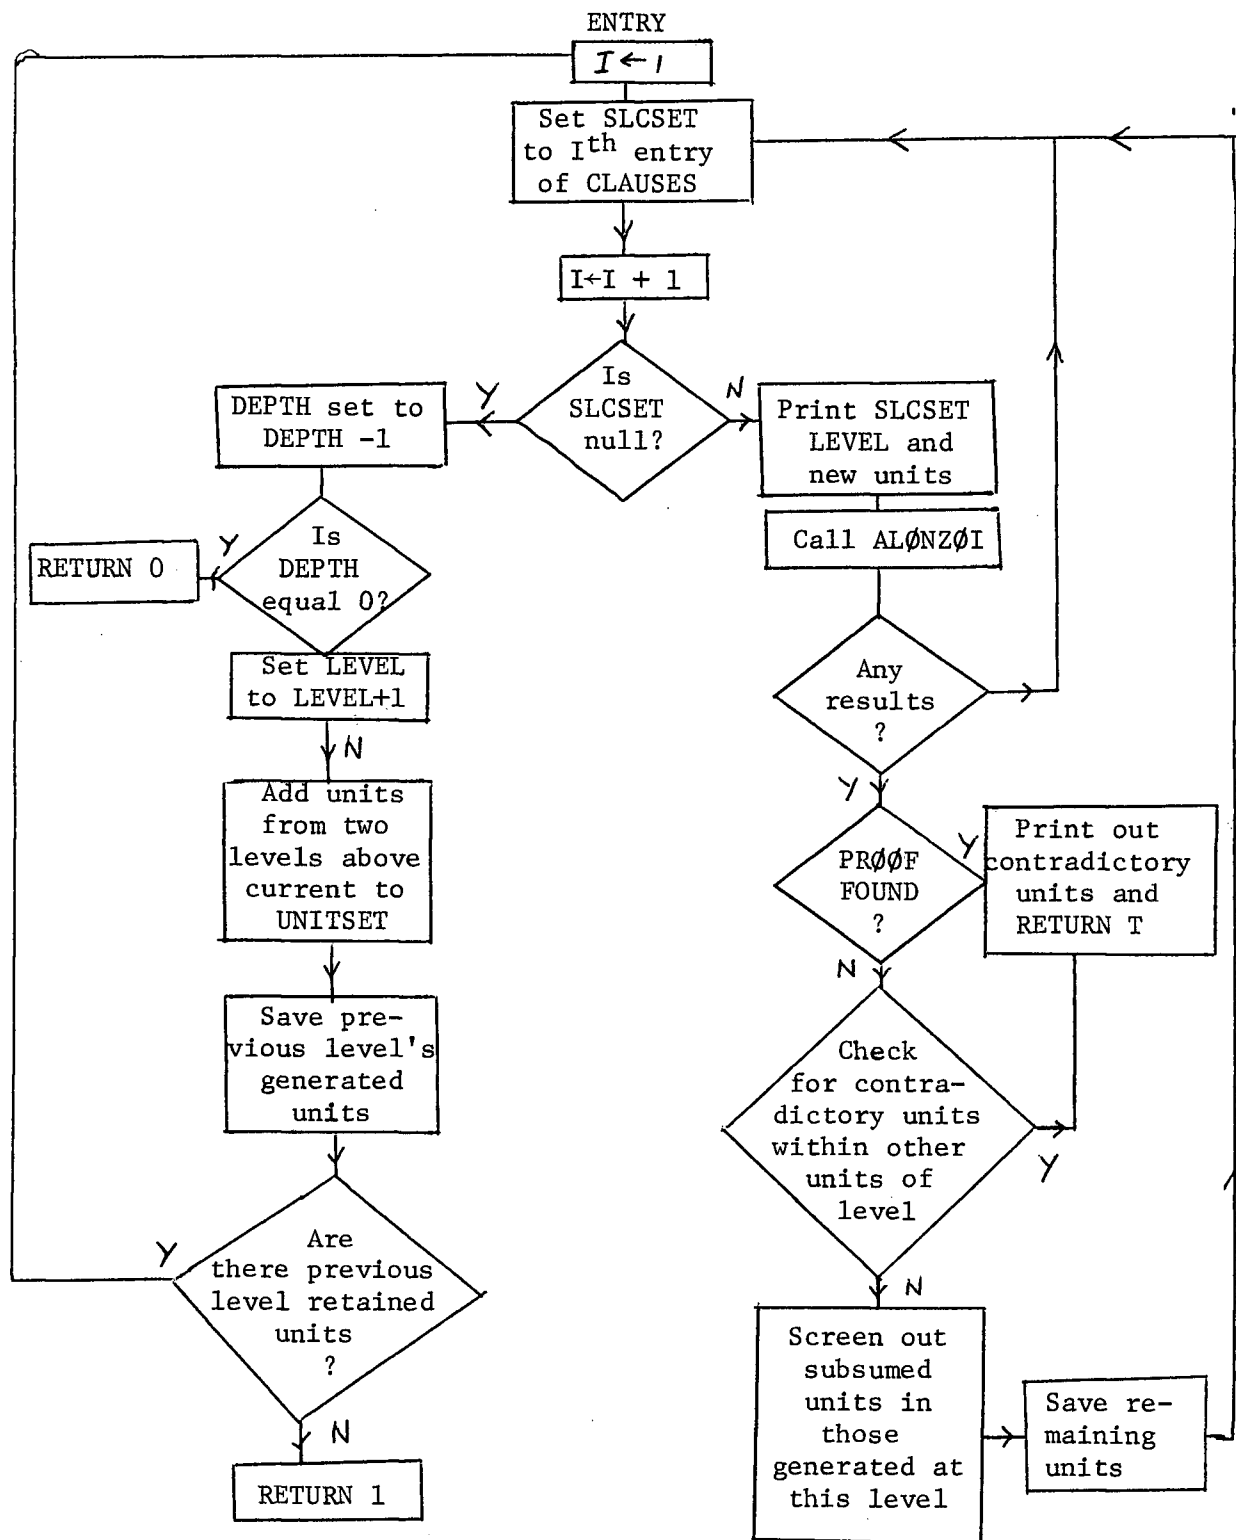 ENTRY
I ← 1
Set SLCSET
to Ith entry
of CLAUSES
I←I + 1
Is
SLCSET
null?
Y
N
DEPTH set to
DEPTH -1
Is
DEPTH
equal 0?
Y
RETURN 0
Set LEVEL
to LEVEL+1
N
Add units
from two
levels above
current to
UNITSET
Save pre-
vious level's
generated
units
Are
there previous
level retained
units
?
Y
N
RETURN 1
Print SLCSET
LEVEL and
new units
Call ALØNZØI
Any
results
?
Y
PRØØF
FOUND
?
Y
N
Print out
contradictory
units and
RETURN T
Check
for contra-
dictory units
within other
units of
level
Y
N
Screen out
subsumed
units in
those
generated at
this level
Save re-
maining
units